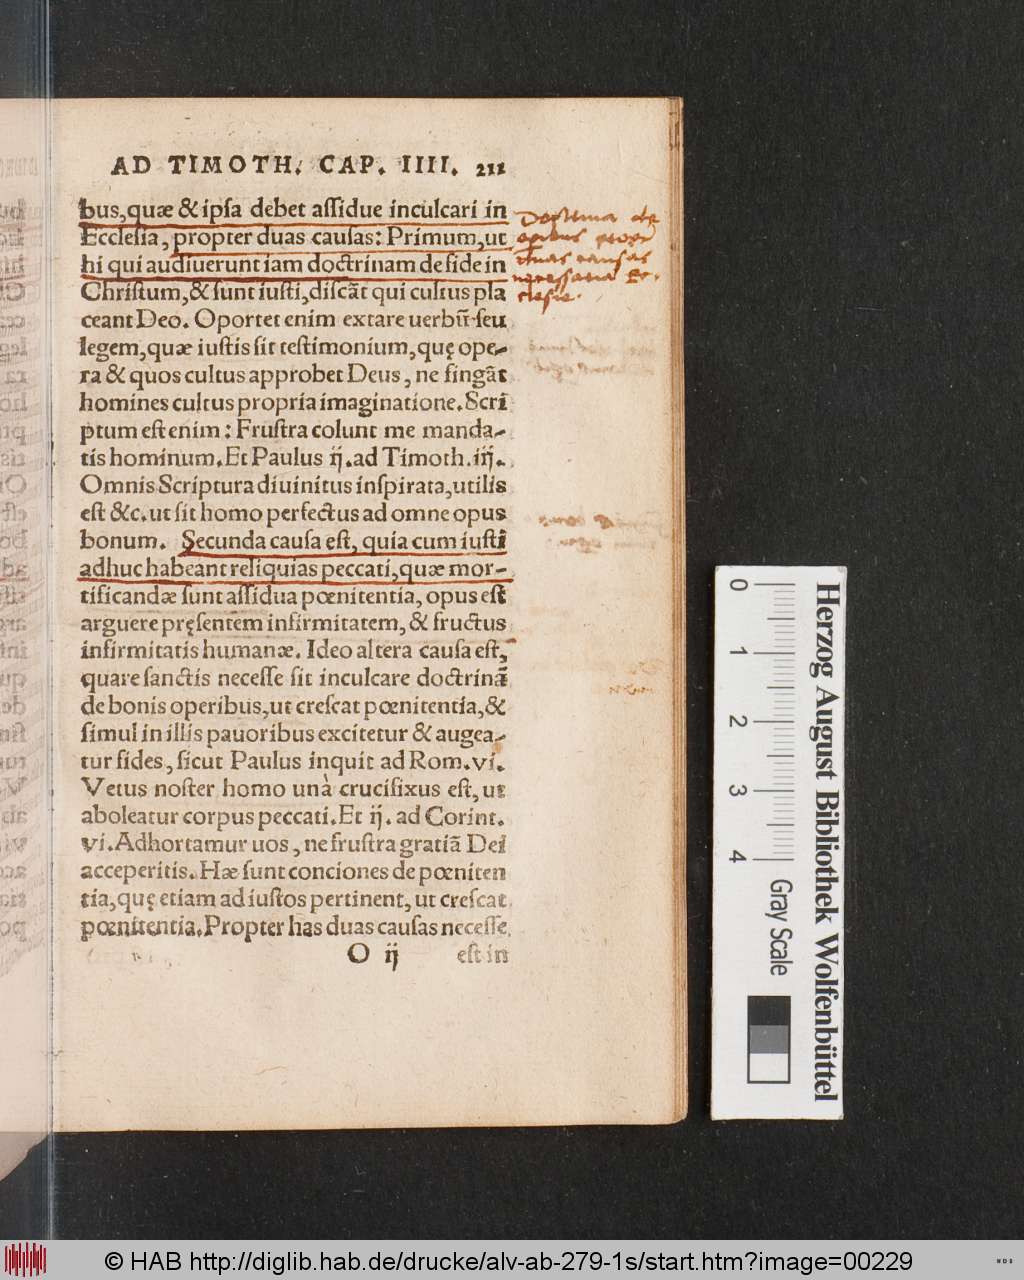 AD TIMOTH. CAP. IIII. 211
bus, quæ & ipſa debet aſſidue inculcari in
Eccleſia, propter duas cauſas: Primum, ut
hi qui audiuerunt iam doctrinam de fide in
Chriſtum, & ſunt iuſti, diſcãt qui cultus pla
ceant Deo. Oportet enim extare uerbũ ſeu
legem, quæ iuſtis ſit teſtimonium, quę ope-
ra & quos cultus approbet Deus, ne fingãt
homines cultus propria imaginatione. Scri
ptum eſt enim: Fruſtra colunt me manda-
tis hominum. Et Paulus ij. ad Timoth. iij.
Omnis Scriptura diuinitus inſpirata, utilis
eſt &c. ut ſit homo perfectus ad omne opus
bonum. Secunda cauſa eſt, quia cum iuſti
adhuc habeant reliquias peccati, quæ mor-
tificandæ ſunt aſſidua pœnitentia, opus eſt
arguere pręſentem infirmitatem, & fructus
infirmitatis humanæ. Ideo altera cauſa eſt,
quare ſanctis neceſſe ſit inculcare doctrinã
de bonis operibus, ut creſcat pœnitentia, &
ſimul in illis pauoribus excitetur & augea-
tur fides, ſicut Paulus inquit ad Rom. vi.
Vetus noſter homo unà crucifixus eſt, ut
aboleatur corpus peccati. Et ij. ad Corint.
vi. Adhortamur uos, ne fruſtra gratiã Dei
acceperitis. Hæ ſunt conciones de pœniten
tia, quę etiam ad iuſtos pertinent, ut creſcat
pœnitentia. Propter has duas cauſas neceſſe
O ij eſt in
Doctrina de
duas causas
necessaria Ec-
clesie.
0 1 2 3 4
Gray Scale
Herzog August Bibliothek Wolfenbüttel
© HAB http://diglib.hab.de/drucke/alv-ab-279-1s/start.htm?image=00229